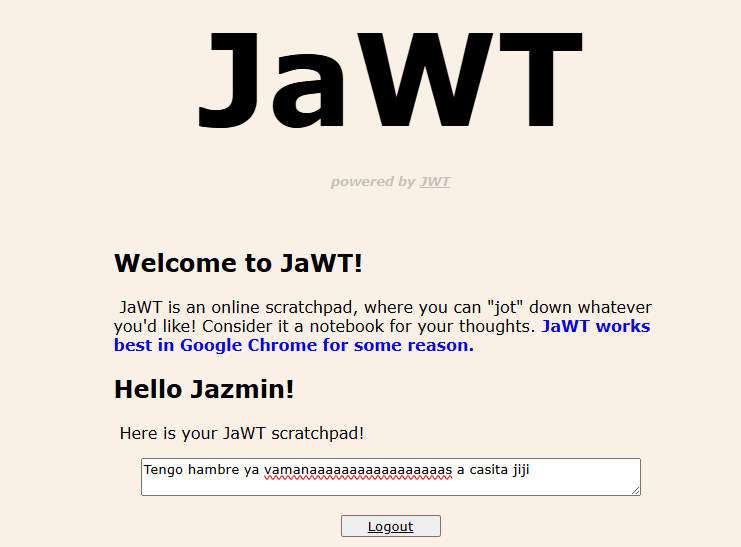 JaWT
powered by JWT
Welcome to JaWT!
JaWT is an online scratchpad, where you can "jot" down whatever
you'd like! Consider it a notebook for your thoughts. JaWT works
best in Google Chrome for some reason.
Hello Jazmin!
Here is your JaWT scratchpad!
Tengo hambre ya vamanaaaaaaaaaaaaaaaaas a casita jiji
Logout